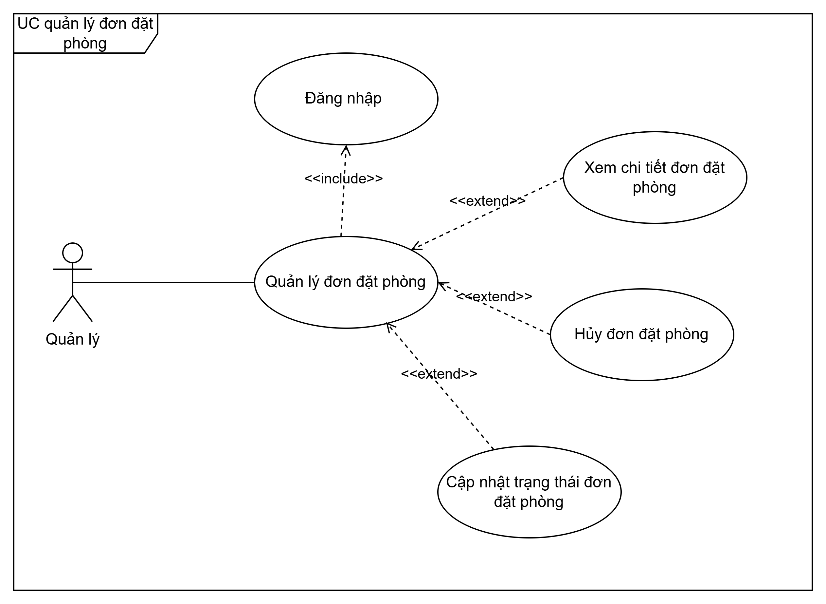 UC quản lý đơn đặt
phòng
Đăng nhập
<<include>>
Xem chi tiết đơn đặt
phòng
<<extend>>
Quản lý đơn đặt phòng
<<extend>>
Hủy đơn đặt phòng
Quản lý
<<extend>>
Cập nhật trạng thái đơn
đặt phòng